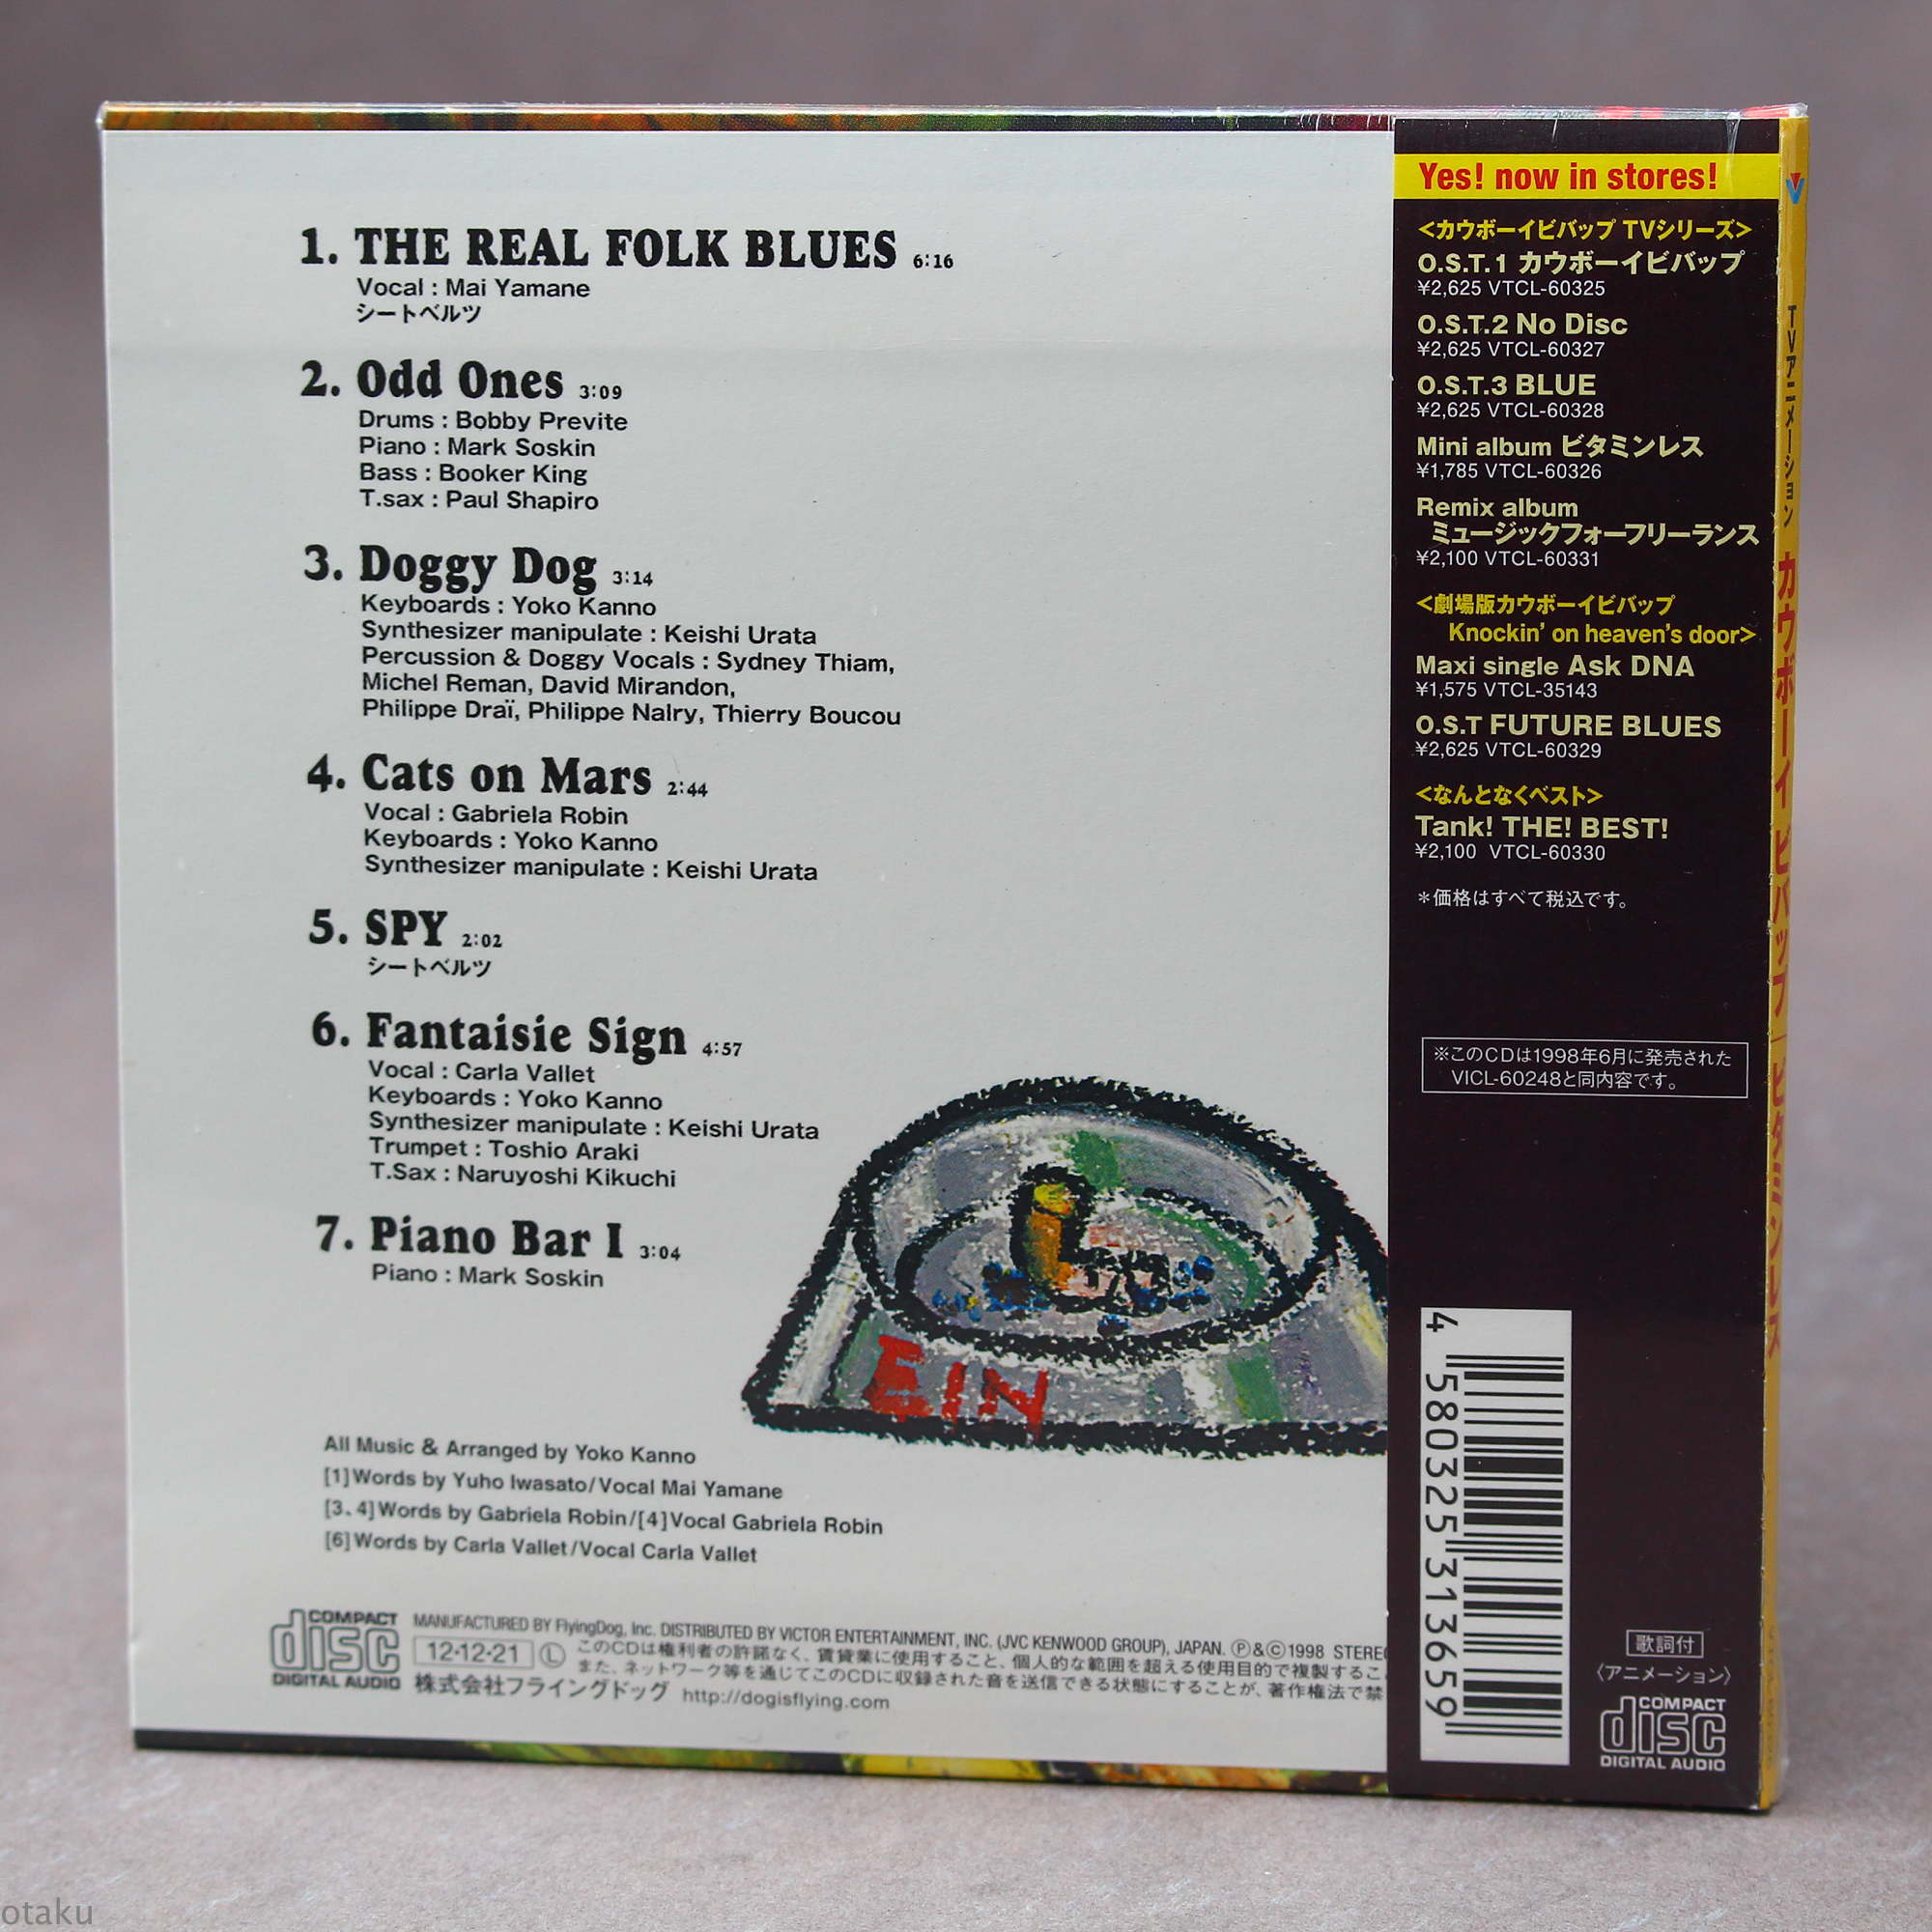 1. THE REAL FOLK BLUES 6:16
Vocal : Mai Yamane
シートベルツ
2. Odd Ones 3:09
Drums : Bobby Previte
Piano : Mark Soskin
Bass : Booker King
T.sax : Paul Shapiro
3. Doggy Dog 3:14
Keyboards : Yoko Kanno
Synthesizer manipulate : Keishi Urata
Percussion & Doggy Vocals : Sydney Thiam,
Michel Reman, David Mirandon,
Philippe Draï, Philippe Nalry, Thierry Boucou
4. Cats on Mars 2:44
Vocal : Gabriela Robin
Keyboards : Yoko Kanno
Synthesizer manipulate : Keishi Urata
5. SPY 2:02
シートベルツ
6. Fantaisie Sign 4:57
Vocal : Carla Vallet
Keyboards : Yoko Kanno
Synthesizer manipulate : Keishi Urata
Trumpet : Toshio Araki
T.Sax : Naruyoshi Kikuchi
7. Piano Bar I 3:04
Piano : Mark Soskin
EIN
All Music & Arranged by Yoko Kanno
[1]Words by Yuho Iwasato/Vocal Mai Yamane
[3、4]Words by Gabriela Robin/[4]Vocal Gabriela Robin
[6]Words by Carla Vallet/Vocal Carla Vallet
COMPACT disc DIGITAL AUDIO
MANUFACTURED BY FlyingDog, Inc. DISTRIBUTED BY VICTOR ENTERTAINMENT, INC. (JVC KENWOOD GROUP), JAPAN. Ⓟ&Ⓒ1998 STEREO
12·12·21 Ⓛ このCDは権利者の許諾なく、賃貸業に使用すること、個人的な範囲を超える使用目的で複製するこ
また、ネットワーク等を通じてこのCDに収録された音を送信できる状態にすることが、著作権法で禁
株式会社フライングドッグ http://dogisflying.com
Yes! now in stores!
<カウボーイビバップ TVシリーズ>
O.S.T.1 カウボーイビバップ
¥2,625 VTCL-60325
O.S.T.2 No Disc
¥2,625 VTCL-60327
O.S.T.3 BLUE
¥2,625 VTCL-60328
Mini album ビタミンレス
¥1,785 VTCL-60326
Remix album
ミュージックフォーフリーランス
¥2,100 VTCL-60331
<劇場版カウボーイビバップ
Knockin' on heaven's door>
Maxi single Ask DNA
¥1,575 VTCL-35143
O.S.T FUTURE BLUES
¥2,625 VTCL-60329
<なんとなくベスト>
Tank! THE! BEST!
¥2,100 VTCL-60330
＊価格はすべて税込です。
※このCDは1998年6月に発売された
VICL-60248と同内容です。
4 580325 313659
歌詞付
〈アニメーション〉
COMPACT disc DIGITAL AUDIO
TVアニメーション カウボーイビバップ ビタミンレス
otaku